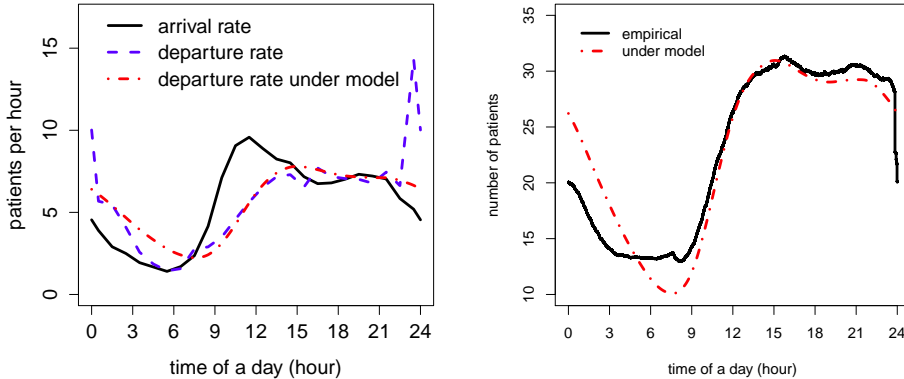 arrival rate
departure rate
departure rate under model
patients per hour
0
5
10
15
0 3 6 9 12 15 18 21 24
time of a day (hour)
empirical
under model
number of patients
10
15
20
25
30
35
0 3 6 9 12 15 18 21 24
time of a day (hour)